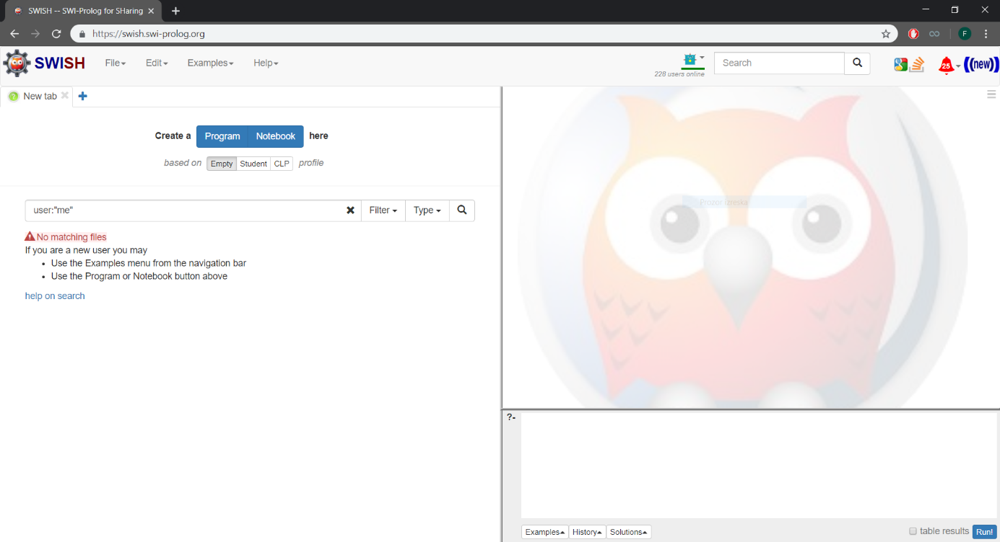 SWISH -- SWI-Prolog for SHaring
https://swish.swi-prolog.org
F
SWISH File Edit Examples Help
228 users online
Search
25
((new))
New tab
Create a Program Notebook here
based on Empty Student CLP profile
user:"me" Filter Type
No matching files
If you are a new user you may
• Use the Examples menu from the navigation bar
• Use the Program or Notebook button above
help on search
Prozor izreska
?-
Examples History Solutions table results Run!